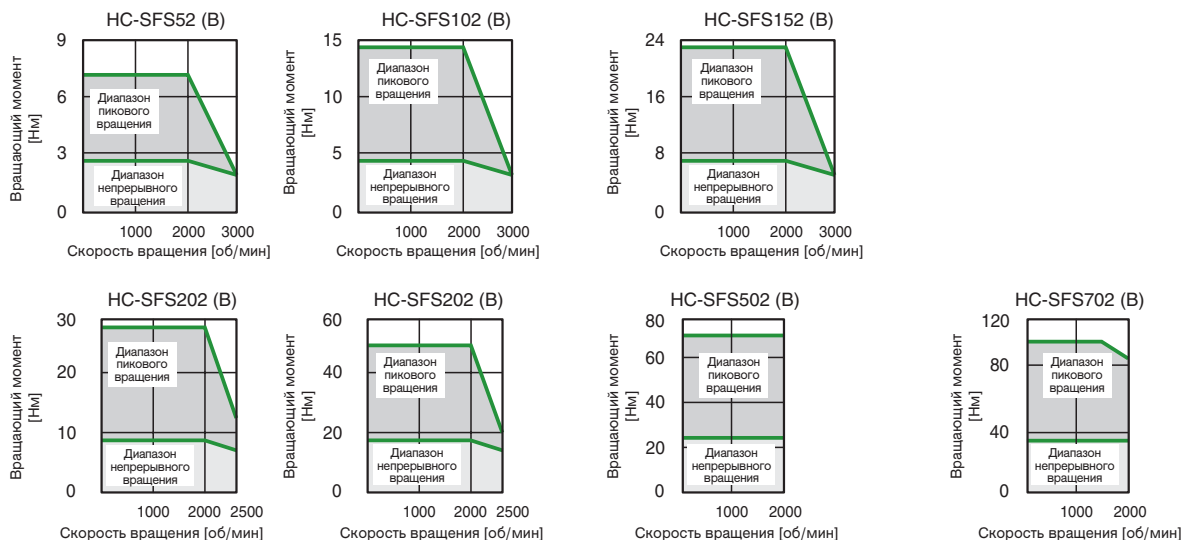 HC-SFS52 (B)
Вращающий момент
[Нм]
9
6
3
0
Диапазон
пикового
вращения
Диапазон
непрерывного
вращения
1000 2000 3000
Скорость вращения [об/мин]
HC-SFS102 (B)
Вращающий момент
[Нм]
15
10
5
0
Диапазон
пикового
вращения
Диапазон
непрерывного
вращения
1000 2000 3000
Скорость вращения [об/мин]
HC-SFS152 (B)
Вращающий момент
[Нм]
24
16
8
0
Диапазон
пикового
вращения
Диапазон
непрерывного
вращения
1000 2000 3000
Скорость вращения [об/мин]
HC-SFS202 (B)
Вращающий момент
[Нм]
30
20
10
0
Диапазон
пикового
вращения
Диапазон
непрерывного
вращения
1000 2000 2500
Скорость вращения [об/мин]
HC-SFS202 (B)
Вращающий момент
[Нм]
60
40
20
0
Диапазон
пикового
вращения
Диапазон
непрерывного
вращения
1000 2000 2500
Скорость вращения [об/мин]
HC-SFS502 (B)
Вращающий момент
[Нм]
80
60
40
20
0
Диапазон
пикового
вращения
Диапазон
непрерывного
вращения
1000 2000
Скорость вращения [об/мин]
HC-SFS702 (B)
Вращающий момент
[Нм]
120
80
40
0
Диапазон
пикового
вращения
Диапазон
непрерывного
вращения
1000 2000
Скорость вращения [об/мин]